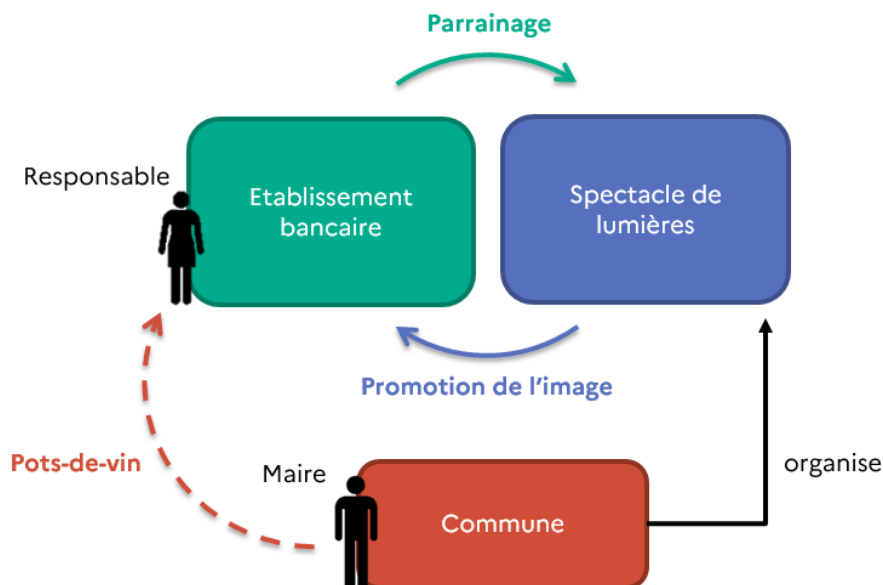 Parrainage
Responsable
Etablissement
bancaire
Spectacle de
lumières
Promotion de l'image
Pots-de-vin
Maire
organise
Commune